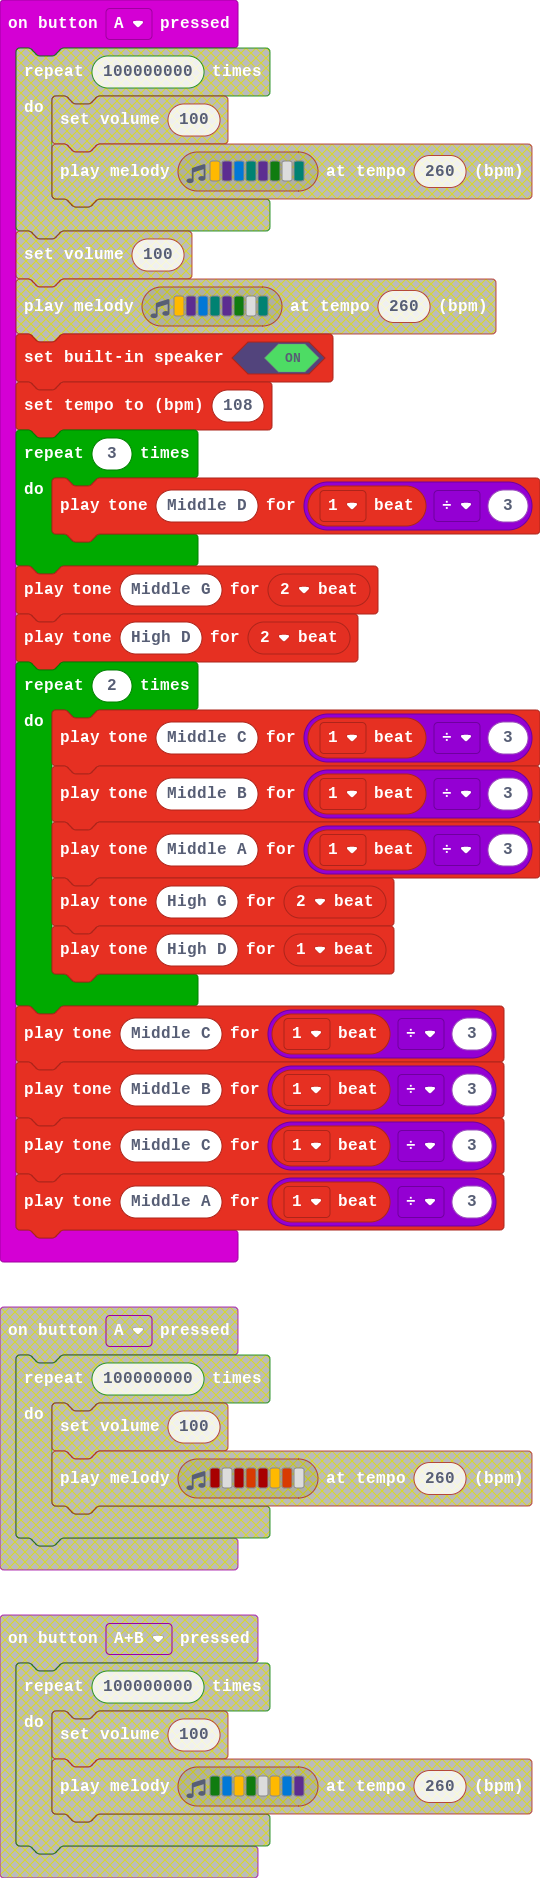 on button A pressed
repeat 100000000 times
do
set volume 100
play melody at tempo 260 (bpm)
set volume 100
play melody at tempo 260 (bpm)
set built-in speaker ON
set tempo to (bpm) 108
repeat 3 times
do
play tone Middle D for 1 beat ÷ 3
play tone Middle G for 2 beat
play tone High D for 2 beat
repeat 2 times
do
play tone Middle C for 1 beat ÷ 3
play tone Middle B for 1 beat ÷ 3
play tone Middle A for 1 beat ÷ 3
play tone High G for 2 beat
play tone High D for 1 beat
play tone Middle C for 1 beat ÷ 3
play tone Middle B for 1 beat ÷ 3
play tone Middle C for 1 beat ÷ 3
play tone Middle A for 1 beat ÷ 3
on button A pressed
repeat 100000000 times
do
set volume 100
play melody at tempo 260 (bpm)
on button A+B pressed
repeat 100000000 times
do
set volume 100
play melody at tempo 260 (bpm)